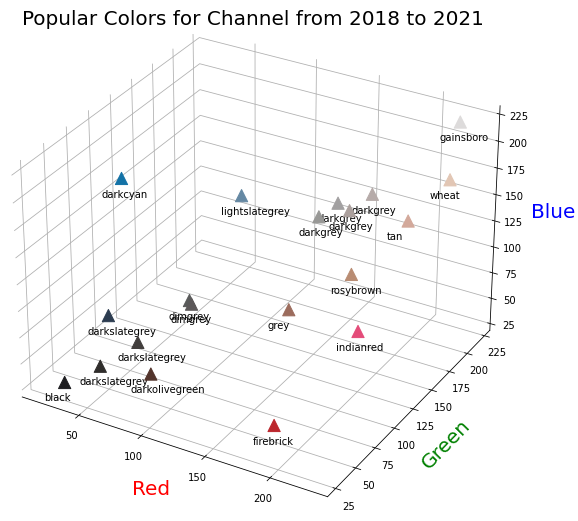 Popular Colors for Channel from 2018 to 2021
225
gainsboro
200
175
darkcyan
wheat
150
lightslategrey
darkgrey
darkgrey
Blue
darkgrey
darkgrey
tan
125
100
75
rosybrown
50
dimgrey
dimgrey
grey
darkslategrey
25
indianred
225
darkslategrey
200
175
darkslategrey
darkolivegreen
150
black
125
100
Green
50
75
firebrick
100
50
150
25
200
Red